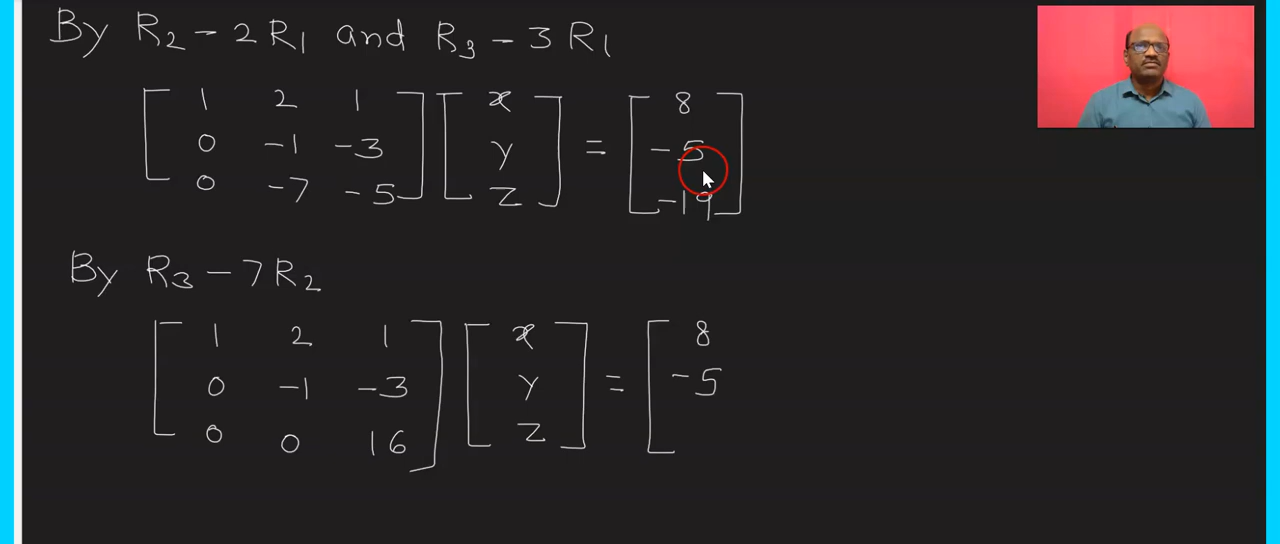 By R₂ - 2R₁ and R₃ - 3R₁
1 2 1 x 8
0 -1 -3 y = -5
0 -7 -5 z -19
By R₃ - 7R₂
1 2 1 x 8
0 -1 -3 y = -5
0 0 16 z